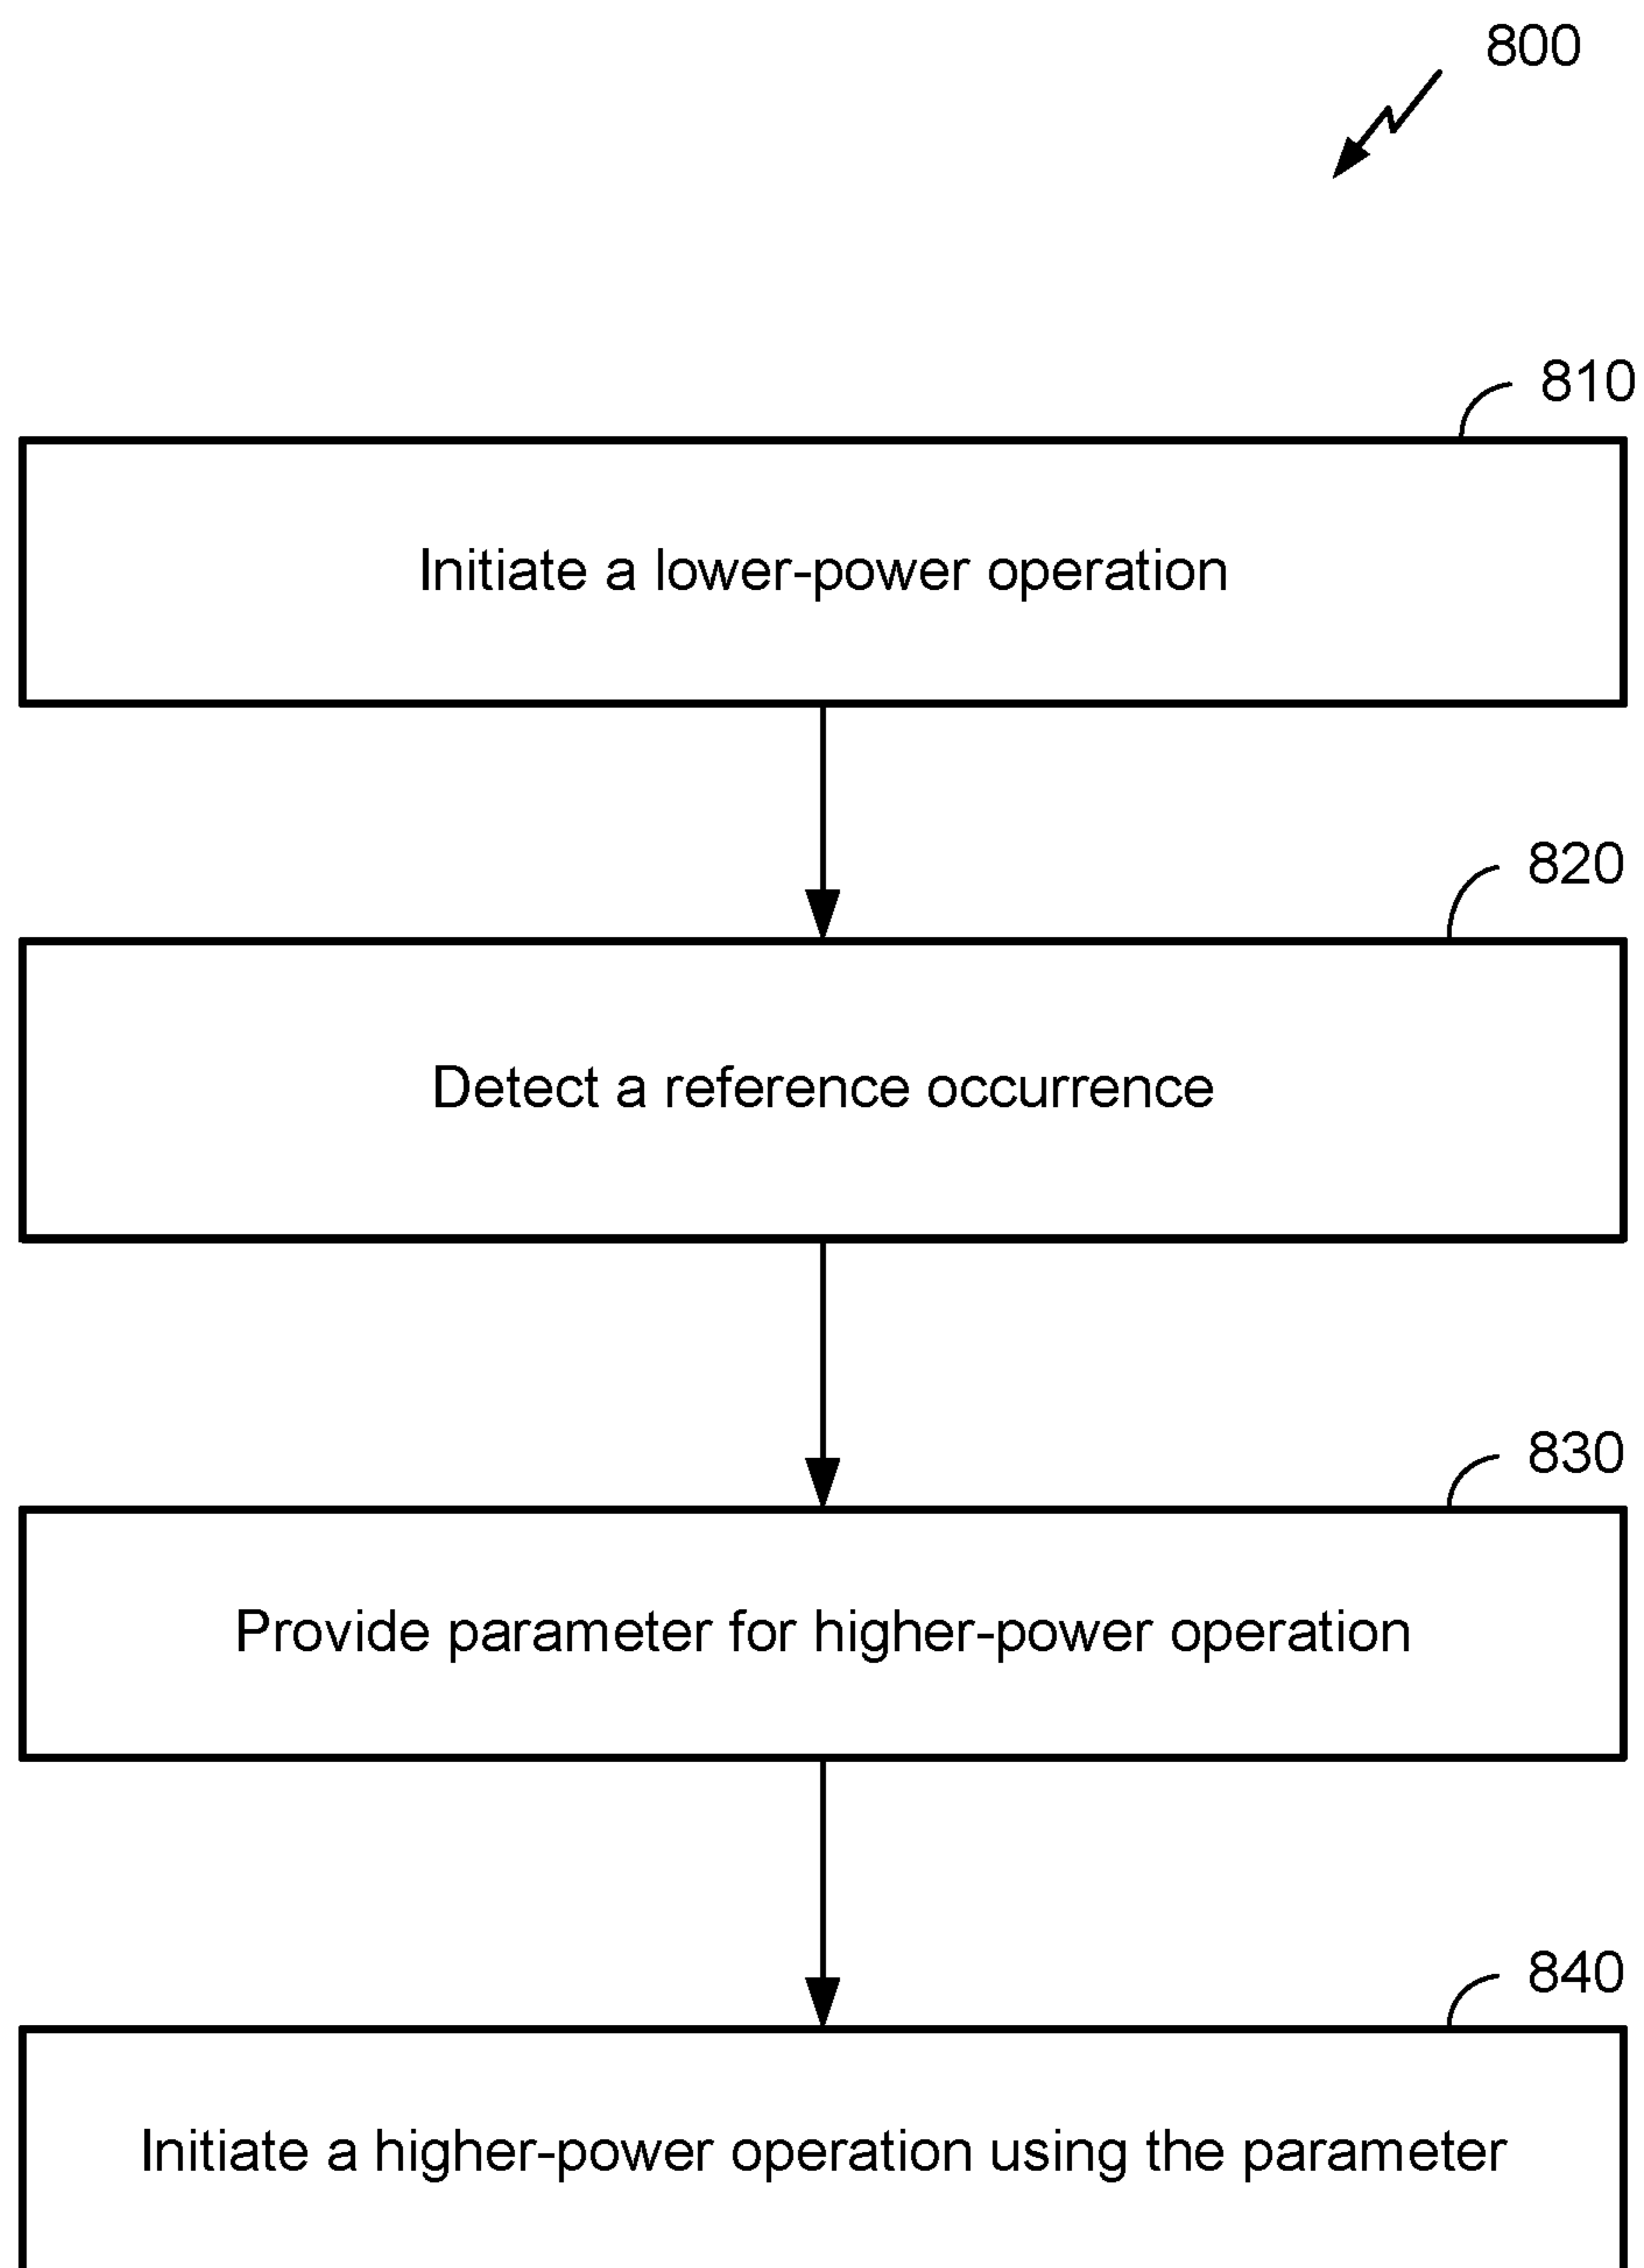 800
810
Initiate a lower-power operation
820
Detect a reference occurrence
830
Provide parameter for higher-power operation
840
Initiate a higher-power operation using the parameter